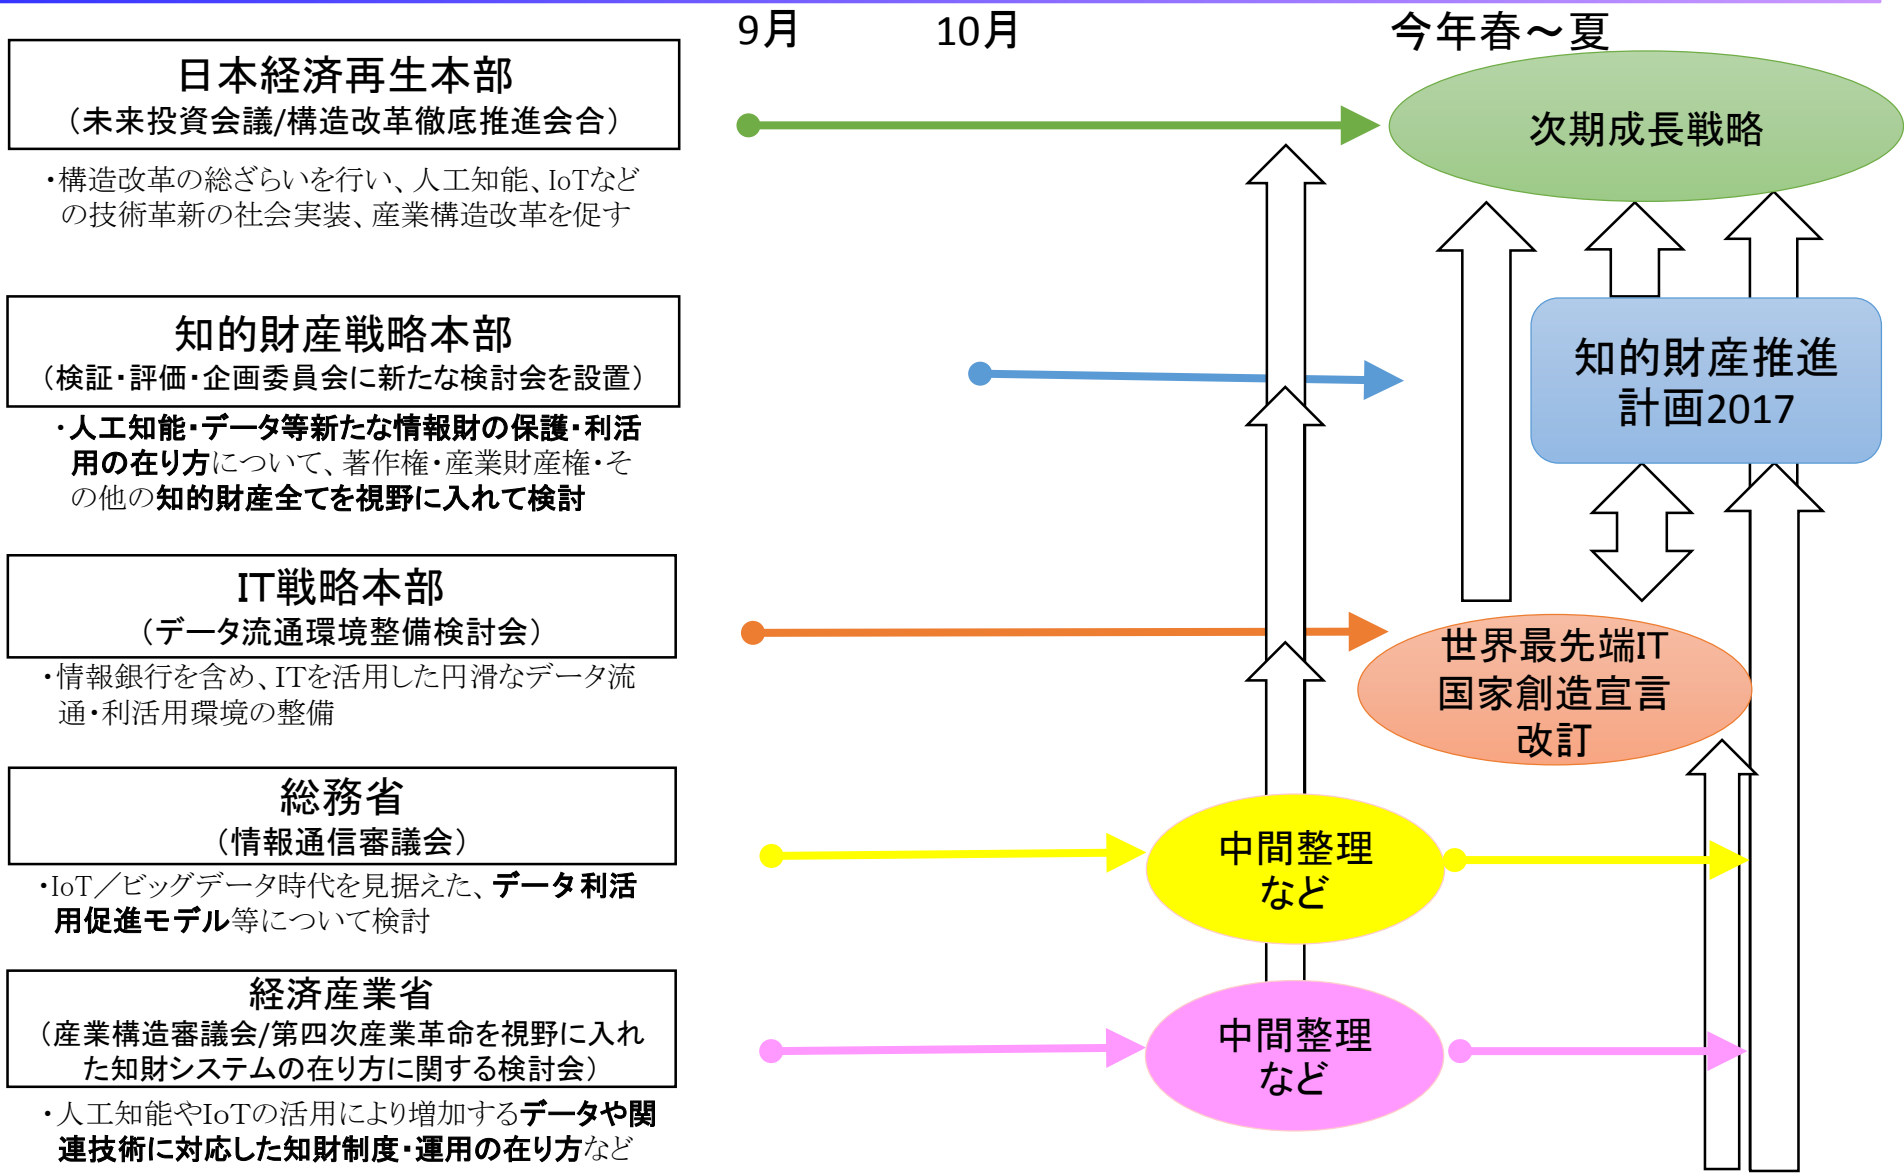 9月
10月
今年春～夏
日本経済再生本部
（未来投資会議/構造改革徹底推進会合）
・構造改革の総ざらいを行い、人工知能、IoTなど
の技術革新の社会実装、産業構造改革を促す
次期成長戦略
知的財産戦略本部
（検証・評価・企画委員会に新たな検討会を設置）
・人工知能・データ等新たな情報財の保護・利活
用の在り方について、著作権・産業財産権・そ
の他の知的財産全てを視野に入れて検討
知的財産推進
計画2017
IT戦略本部
（データ流通環境整備検討会）
・情報銀行を含め、ITを活用した円滑なデータ流
通・利活用環境の整備
世界最先端IT
国家創造宣言
改訂
総務省
（情報通信審議会）
・IoT／ビッグデータ時代を見据えた、データ利活
用促進モデル等について検討
中間整理
など
経済産業省
（産業構造審議会/第四次産業革命を視野に入れ
た知財システムの在り方に関する検討会）
・人工知能やIoTの活用により増加するデータや関
連技術に対応した知財制度・運用の在り方など
中間整理
など